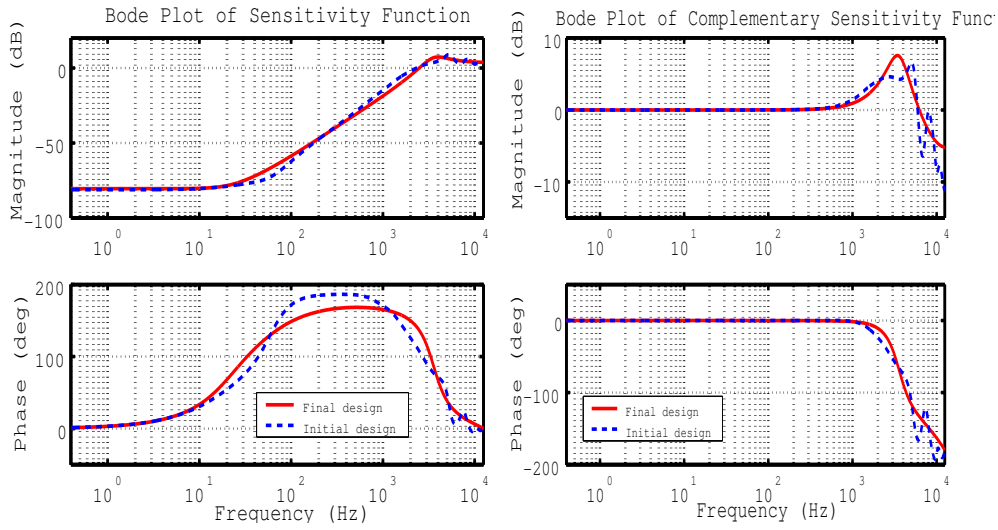 Bode Plot of Sensitivity Function
Magnitude (dB)
0
-50
-100
10^0 10^1 10^2 10^3 10^4
Phase (deg)
200
100
0
Final design
Initial design
10^0 10^1 10^2 10^3 10^4
Frequency (Hz)
Bode Plot of Complementary Sensitivity Funct
Magnitude (dB)
10
0
-10
10^0 10^1 10^2 10^3 10^4
Phase (deg)
0
-100
-200
Final design
Initial design
10^0 10^1 10^2 10^3 10^4
Frequency (Hz)